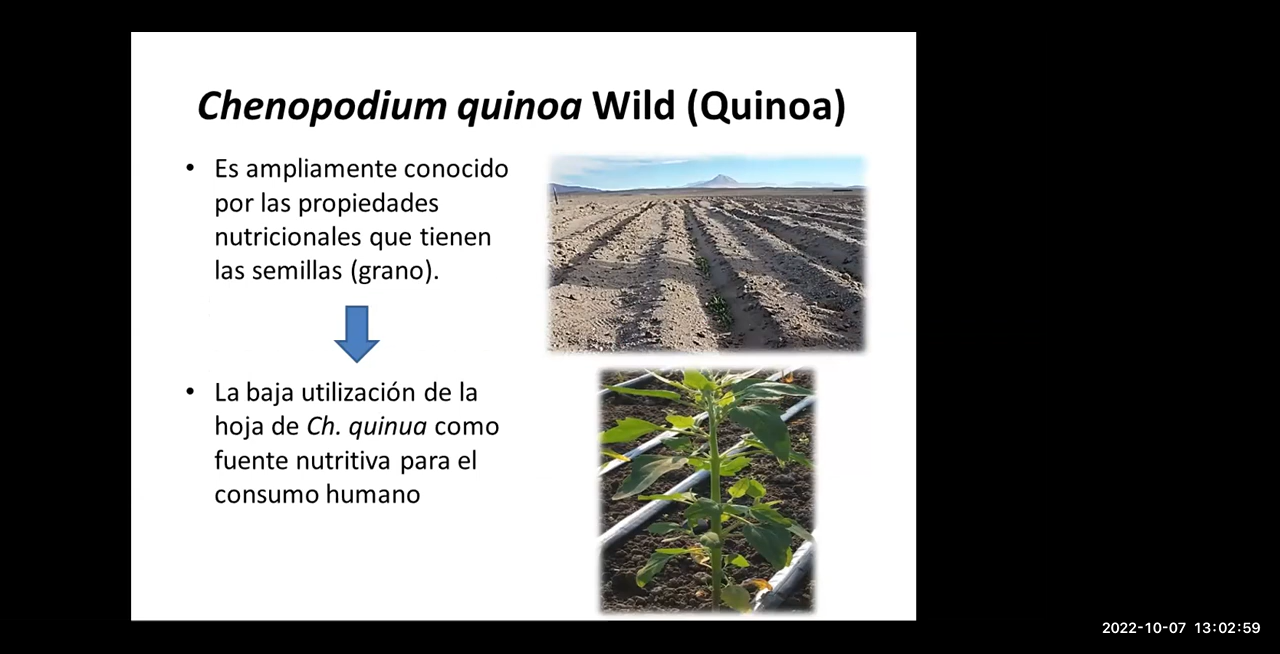 Chenopodium quinoa Wild (Quinoa)
• Es ampliamente conocido
por las propiedades
nutricionales que tienen
las semillas (grano).
• La baja utilización de la
hoja de Ch. quinua como
fuente nutritiva para el
consumo humano
2022-10-07 13:02:59